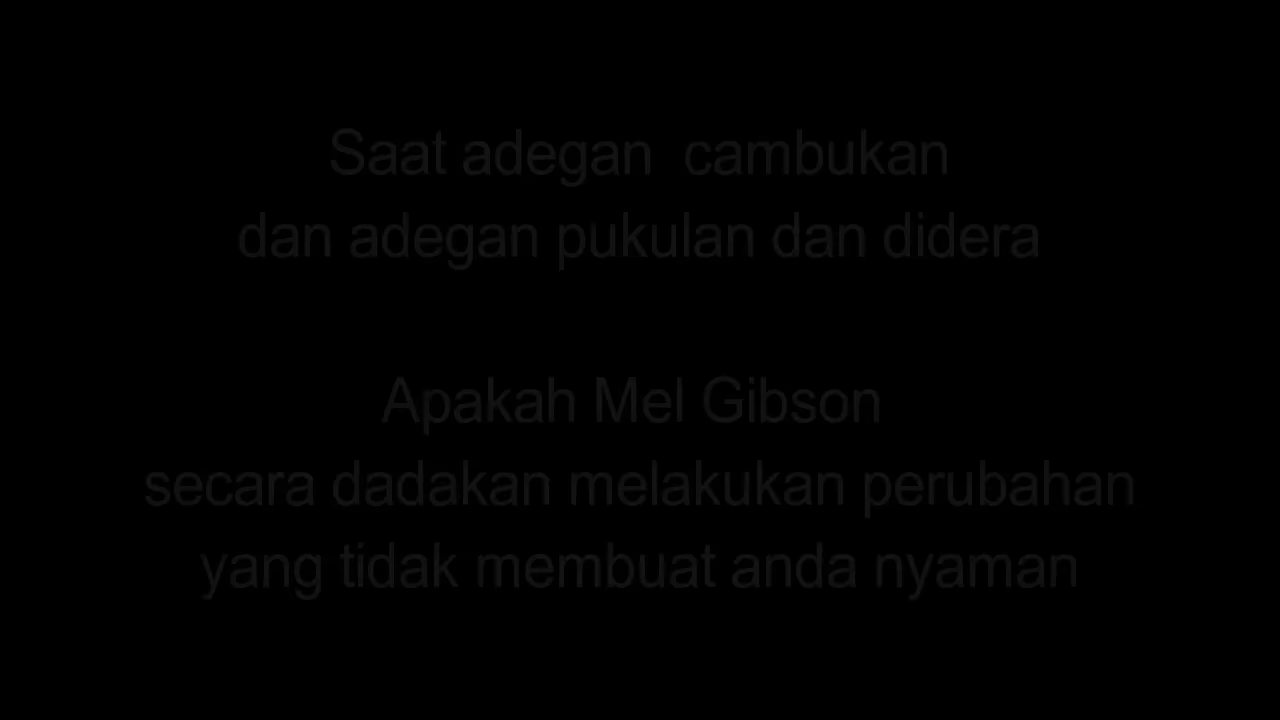 Saat adegan cambukan
dan adegan pukulan dan didera
Apakah Mel Gibson
secara dadakan melakukan perubahan
yang tidak membuat anda nyaman